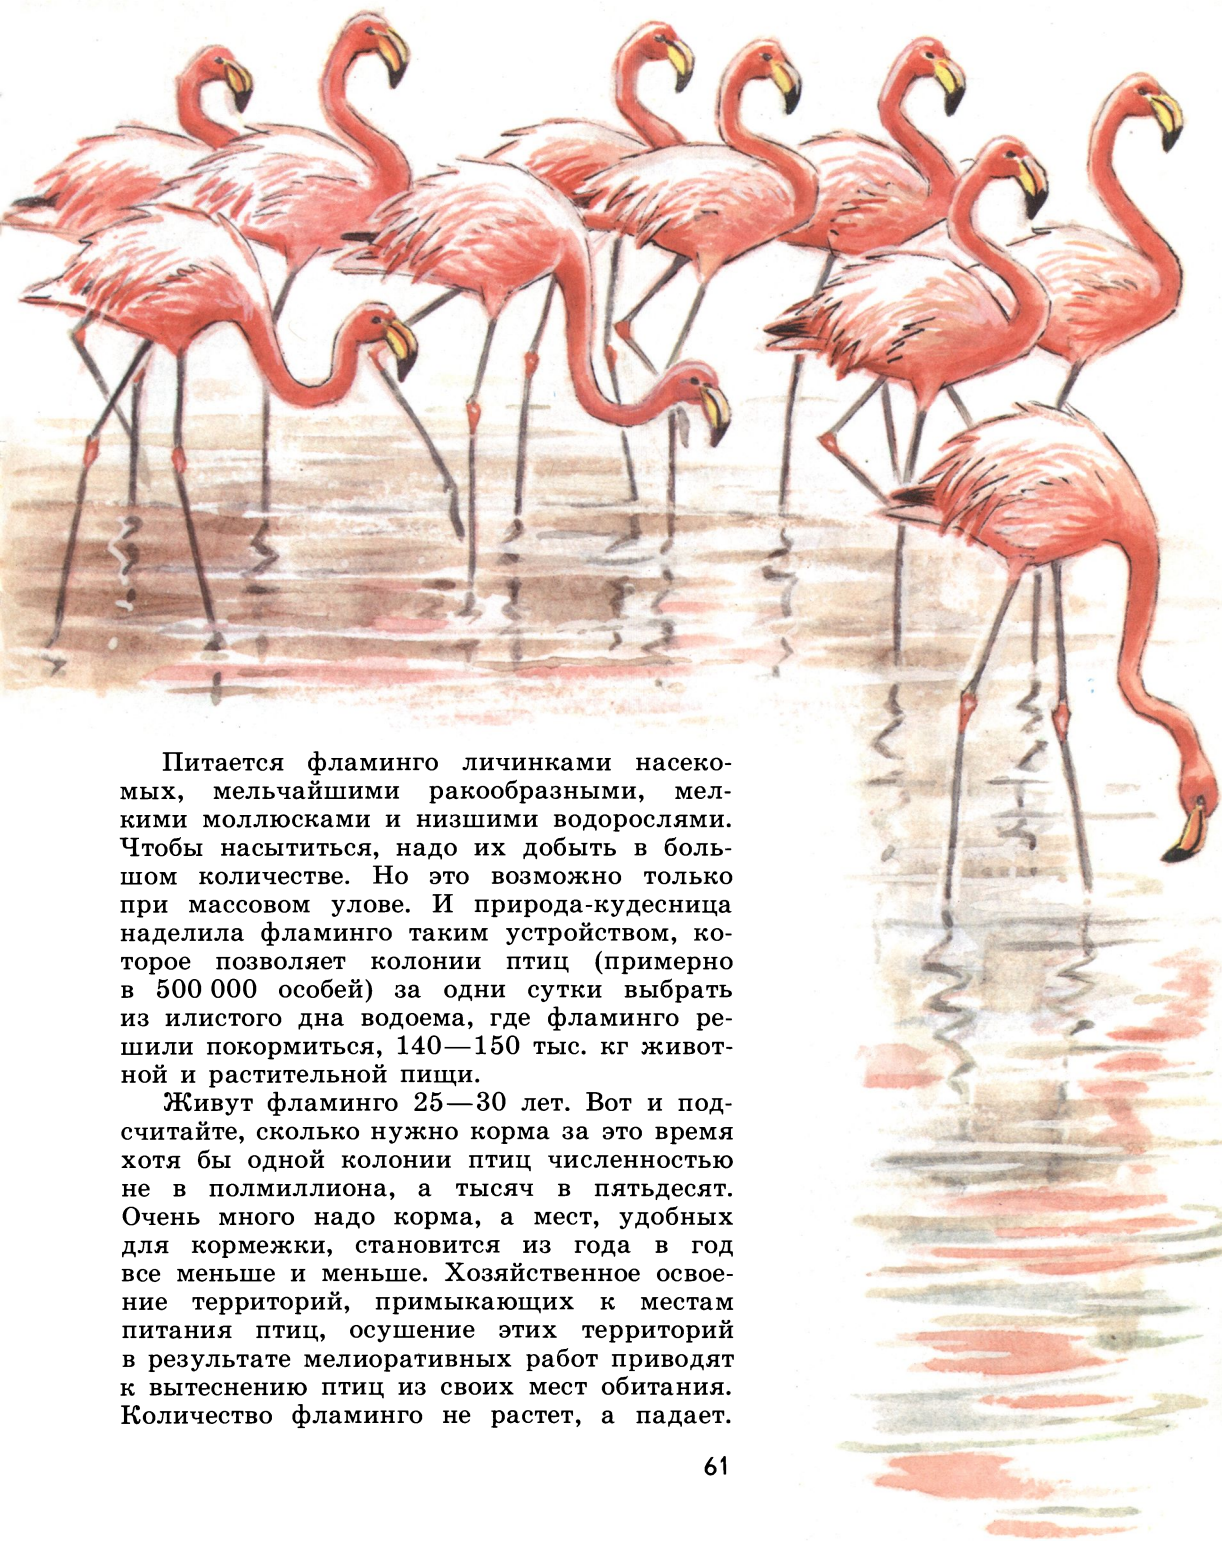 Питается фламинго личинками насеко-
мых, мельчайшими ракообразными, мел-
кими моллюсками и низшими водорослями.
Чтобы насытиться, надо их добыть в боль-
шом количестве. Но это возможно только
при массовом улове. И природа-кудесница
наделила фламинго таким устройством, ко-
торое позволяет колонии птиц (примерно
в 500 000 особей) за одни сутки выбрать
из илистого дна водоема, где фламинго ре-
шили покормиться, 140—150 тыс. кг живот-
ной и растительной пищи.
Живут фламинго 25—30 лет. Вот и под-
считайте, сколько нужно корма за это время
хотя бы одной колонии птиц численностью
не в полмиллиона, а тысяч в пятьдесят.
Очень много надо корма, а мест, удобных
для кормежки, становится из года в год
все меньше и меньше. Хозяйственное освое-
ние территорий, примыкающих к местам
питания птиц, осушение этих территорий
в результате мелиоративных работ приводят
к вытеснению птиц из своих мест обитания.
Количество фламинго не растет, а падает.
61